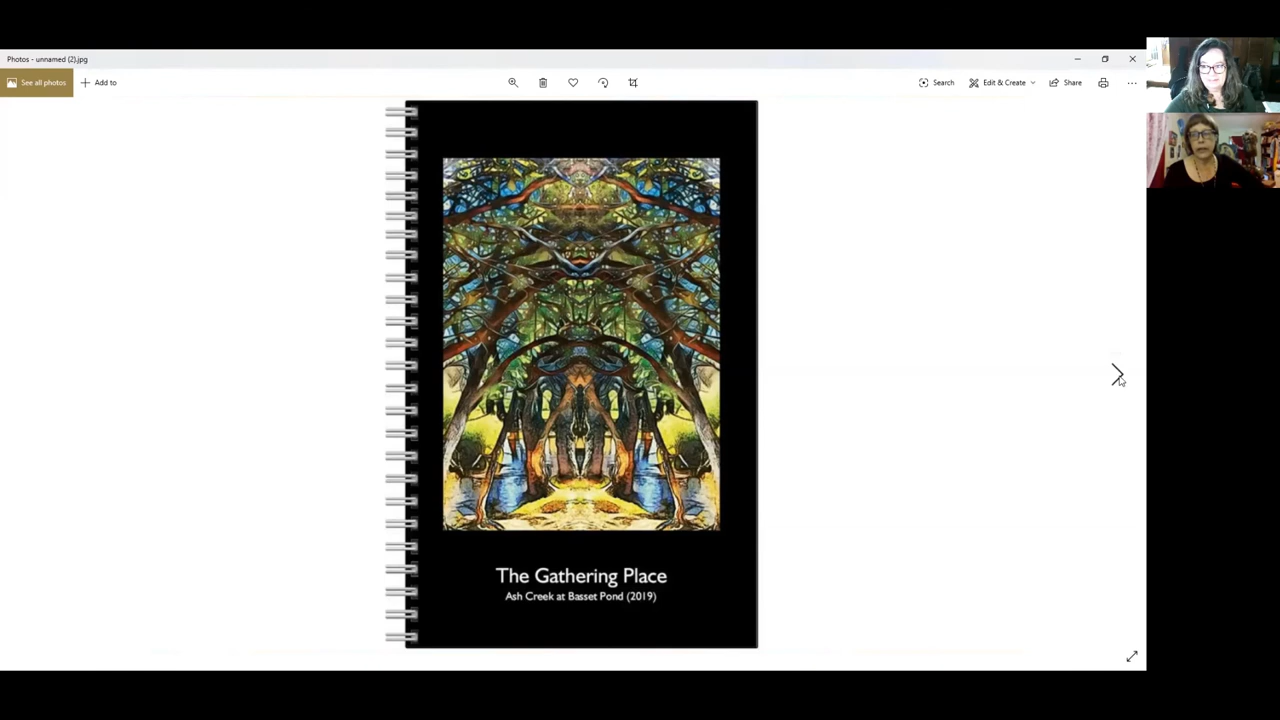 Photos - unnamed (2).jpg
See all photos
Add to
Search
Edit & Create
Share
The Gathering Place
Ash Creek at Basset Pond (2019)